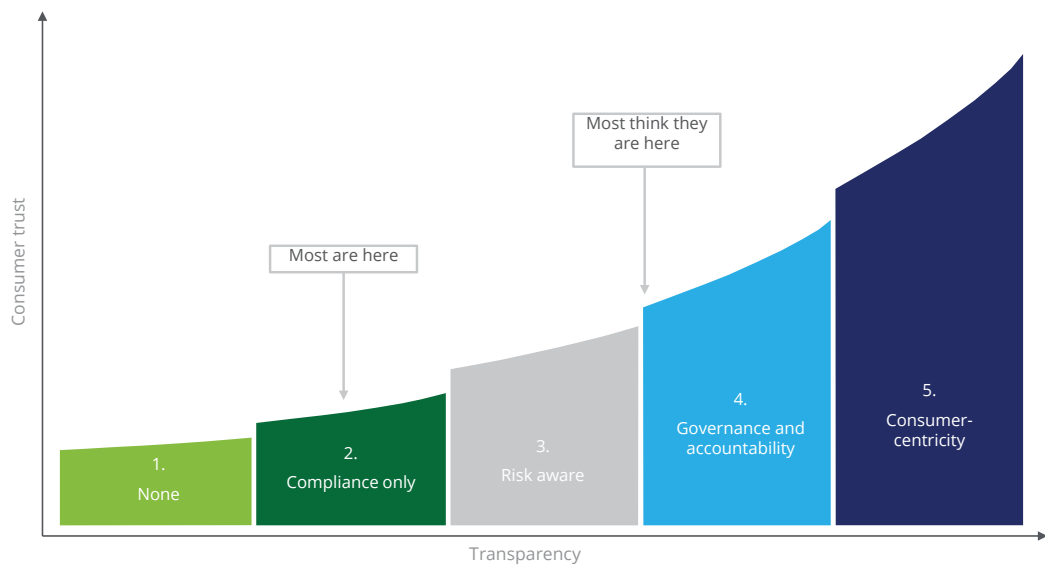 Consumer trust
Most think they
are here
Most are here
1.
None
2.
Compliance only
3.
Risk aware
4.
Governance and
accountability
5.
Consumer-
centricity
Transparency